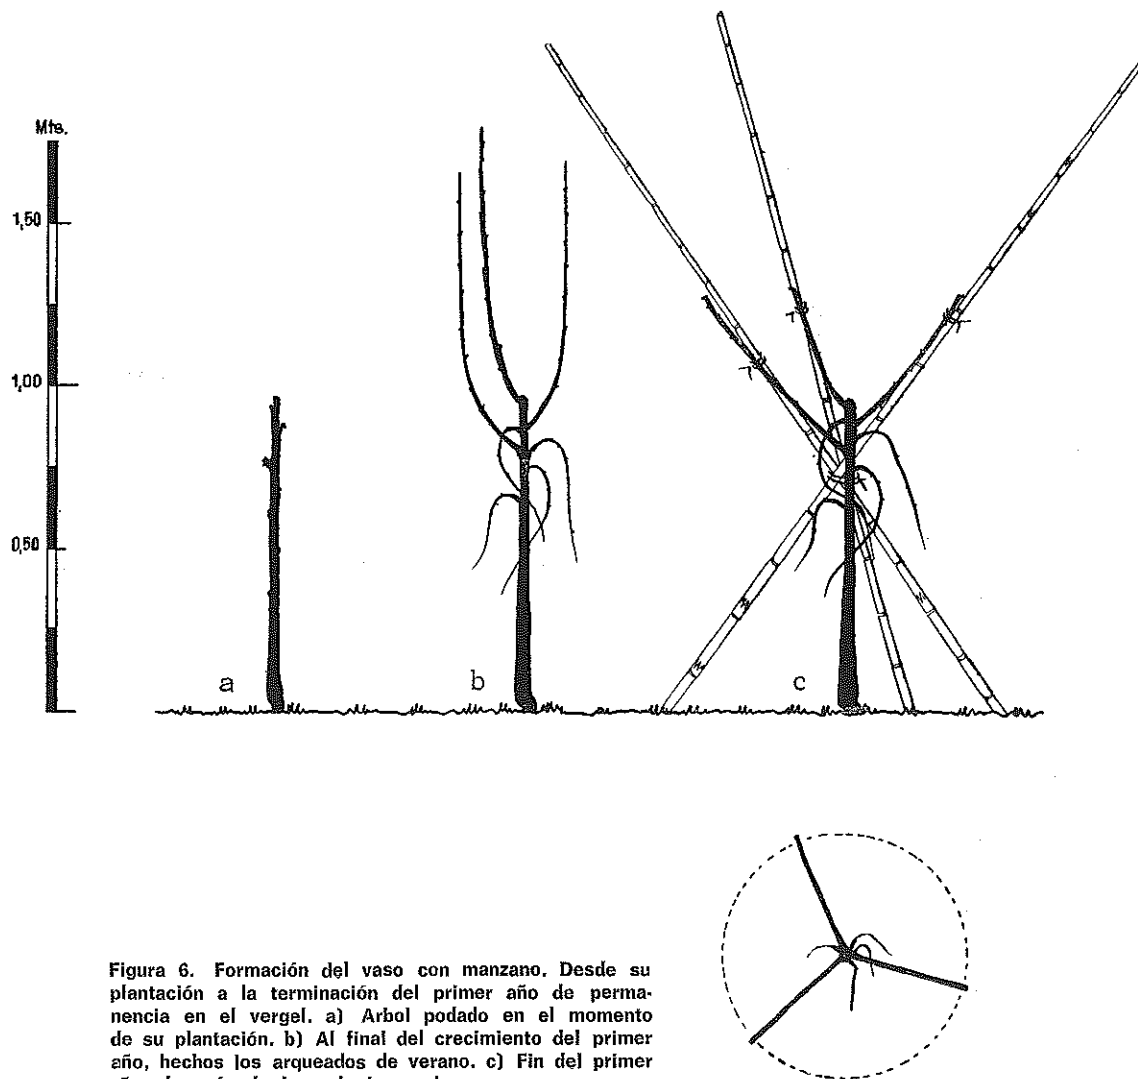 Mts.
1,50
1,00
0,50
a b c
Figura 6. Formación del vaso con manzano. Desde su
plantación a la terminación del primer año de perma-
nencia en el vergel. a) Arbol podado en el momento
de su plantación. b) Al final del crecimiento del primer
año, hechos los arqueados de verano. c) Fin del primer